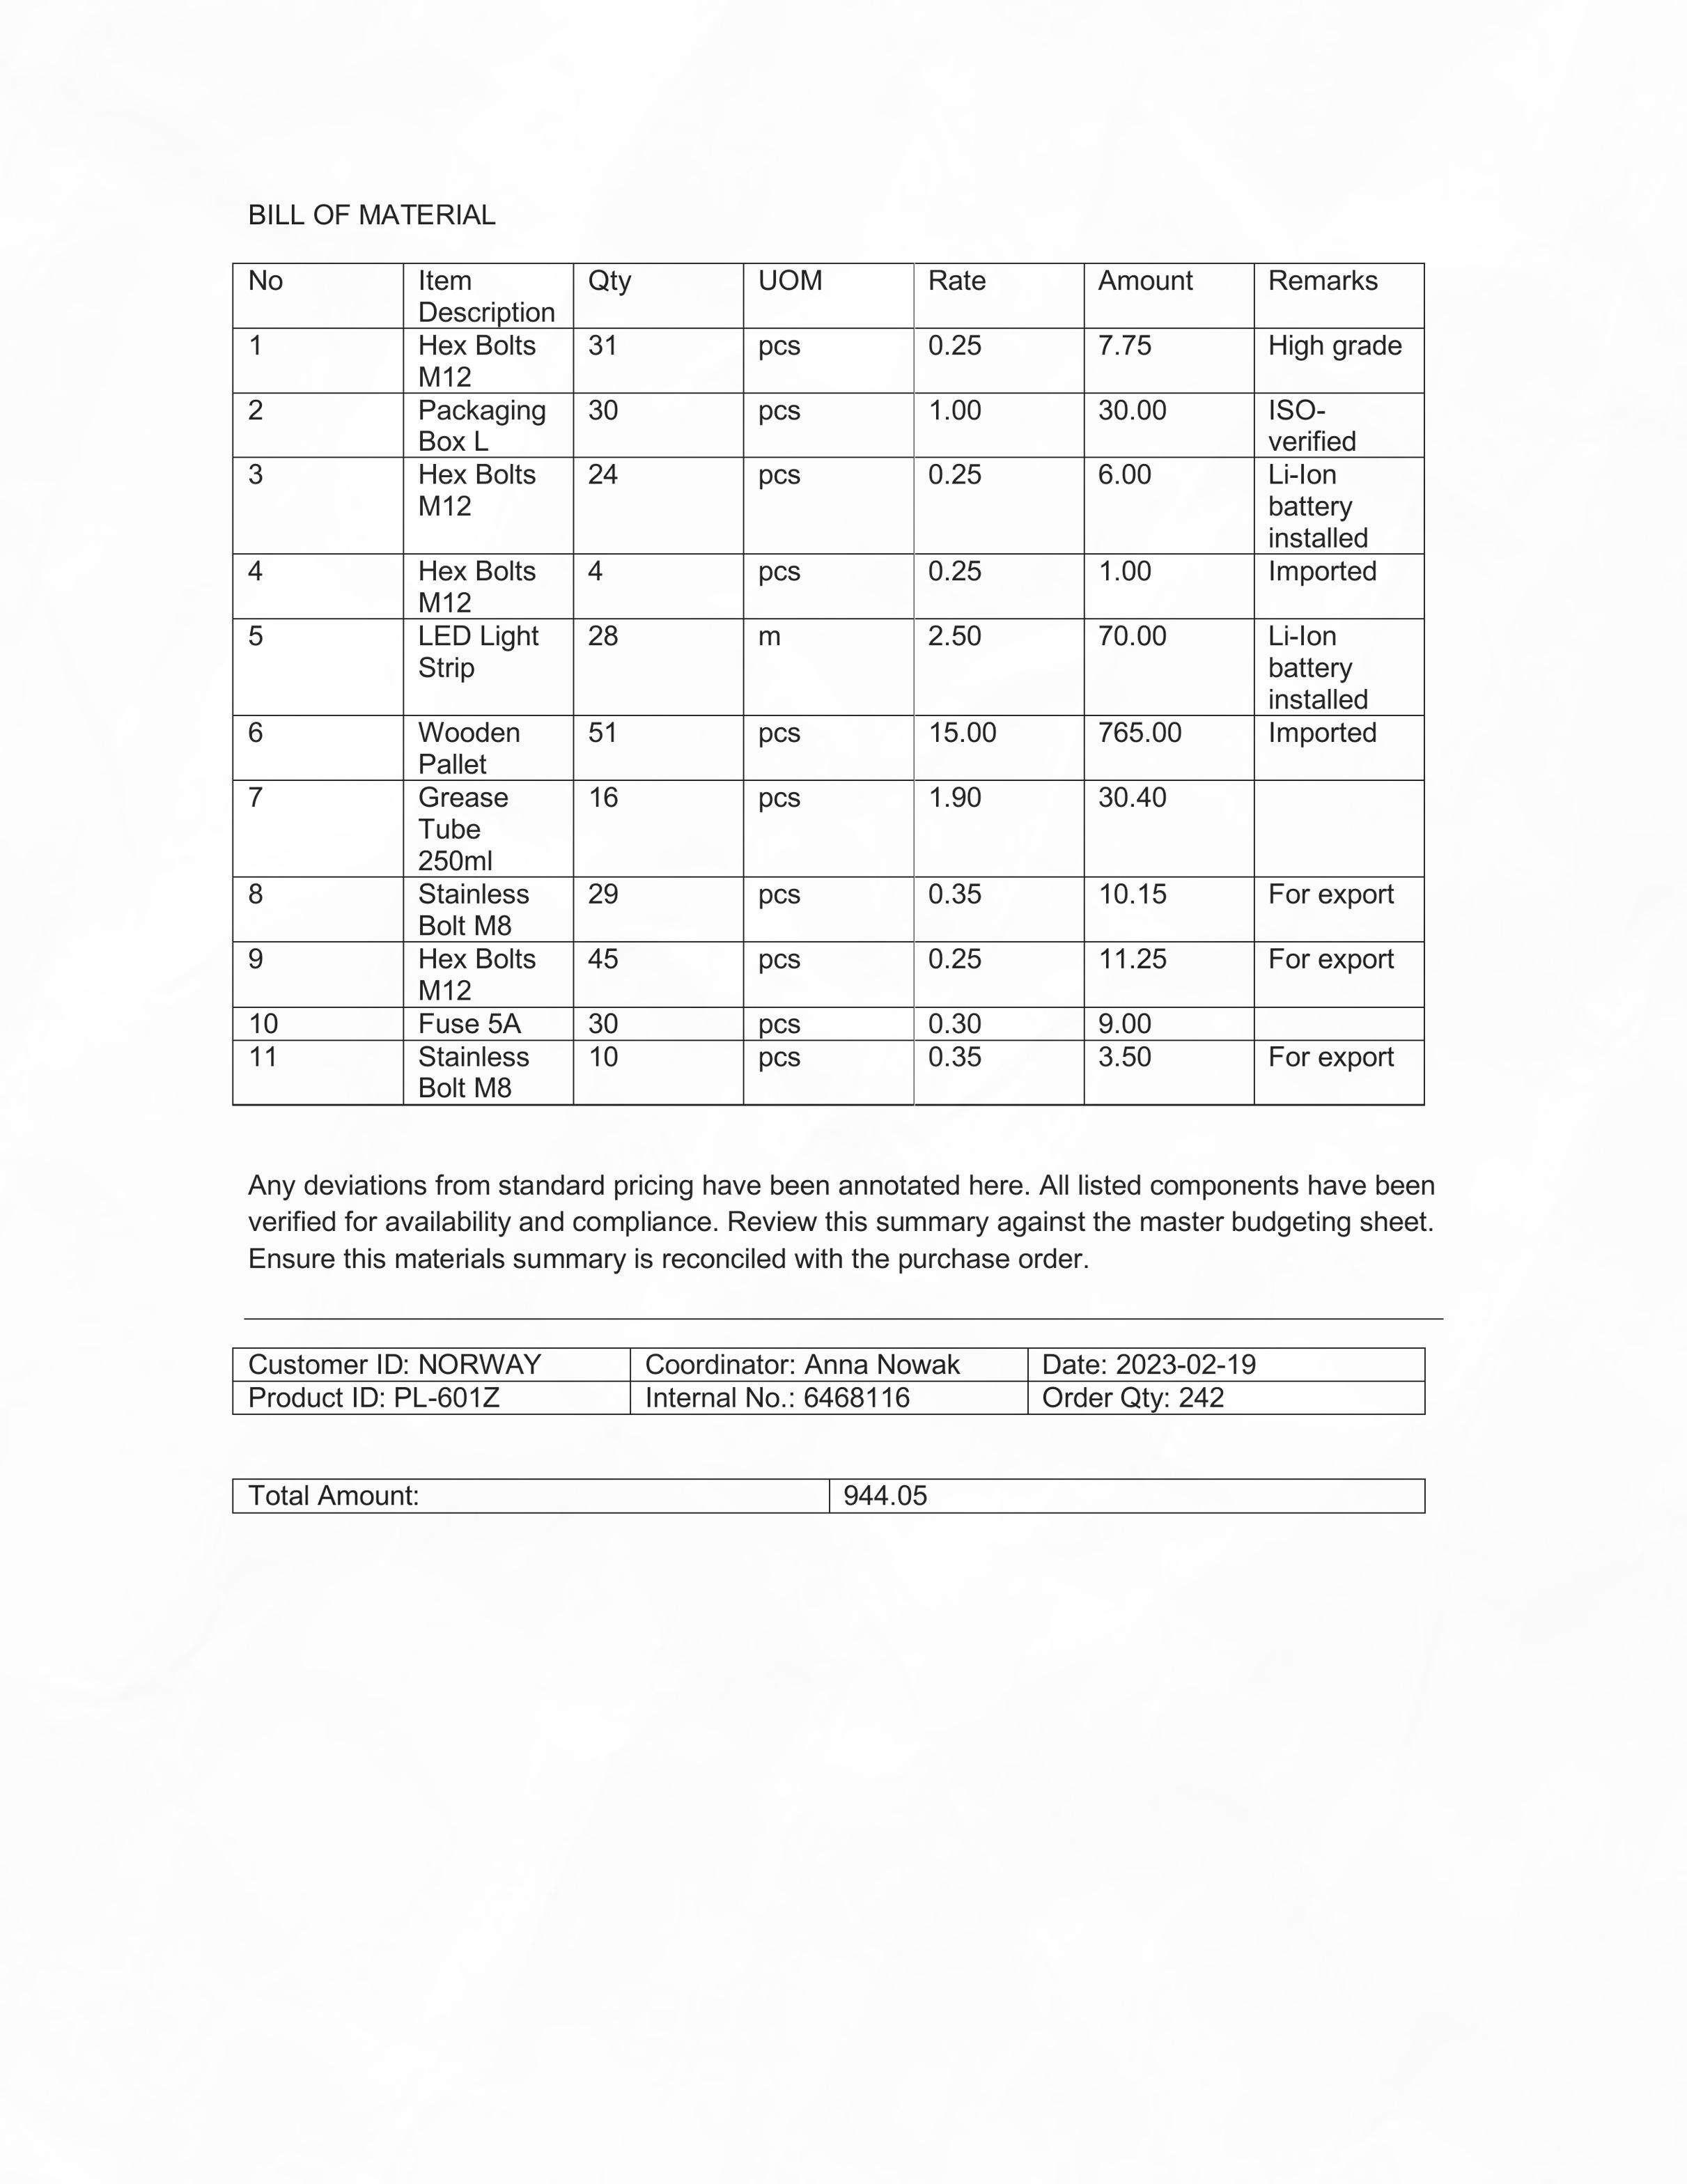 BILL OF MATERIAL
No Item Description Qty UOM Rate Amount Remarks
1 Hex Bolts M12 31 pcs 0.25 7.75 High grade
2 Packaging Box L 30 pcs 1.00 30.00 ISO-verified
3 Hex Bolts M12 24 pcs 0.25 6.00 Li-Ion battery installed
4 Hex Bolts M12 4 pcs 0.25 1.00 Imported
5 LED Light Strip 28 m 2.50 70.00 Li-Ion battery installed
6 Wooden Pallet 51 pcs 15.00 765.00 Imported
7 Grease Tube 250ml 16 pcs 1.90 30.40
8 Stainless Bolt M8 29 pcs 0.35 10.15 For export
9 Hex Bolts M12 45 pcs 0.25 11.25 For export
10 Fuse 5A 30 pcs 0.30 9.00
11 Stainless Bolt M8 10 pcs 0.35 3.50 For export
Any deviations from standard pricing have been annotated here. All listed components have been
verified for availability and compliance. Review this summary against the master budgeting sheet.
Ensure this materials summary is reconciled with the purchase order.
Customer ID: NORWAY Coordinator: Anna Nowak Date: 2023-02-19
Product ID: PL-601Z Internal No.: 6468116 Order Qty: 242
Total Amount: 944.05